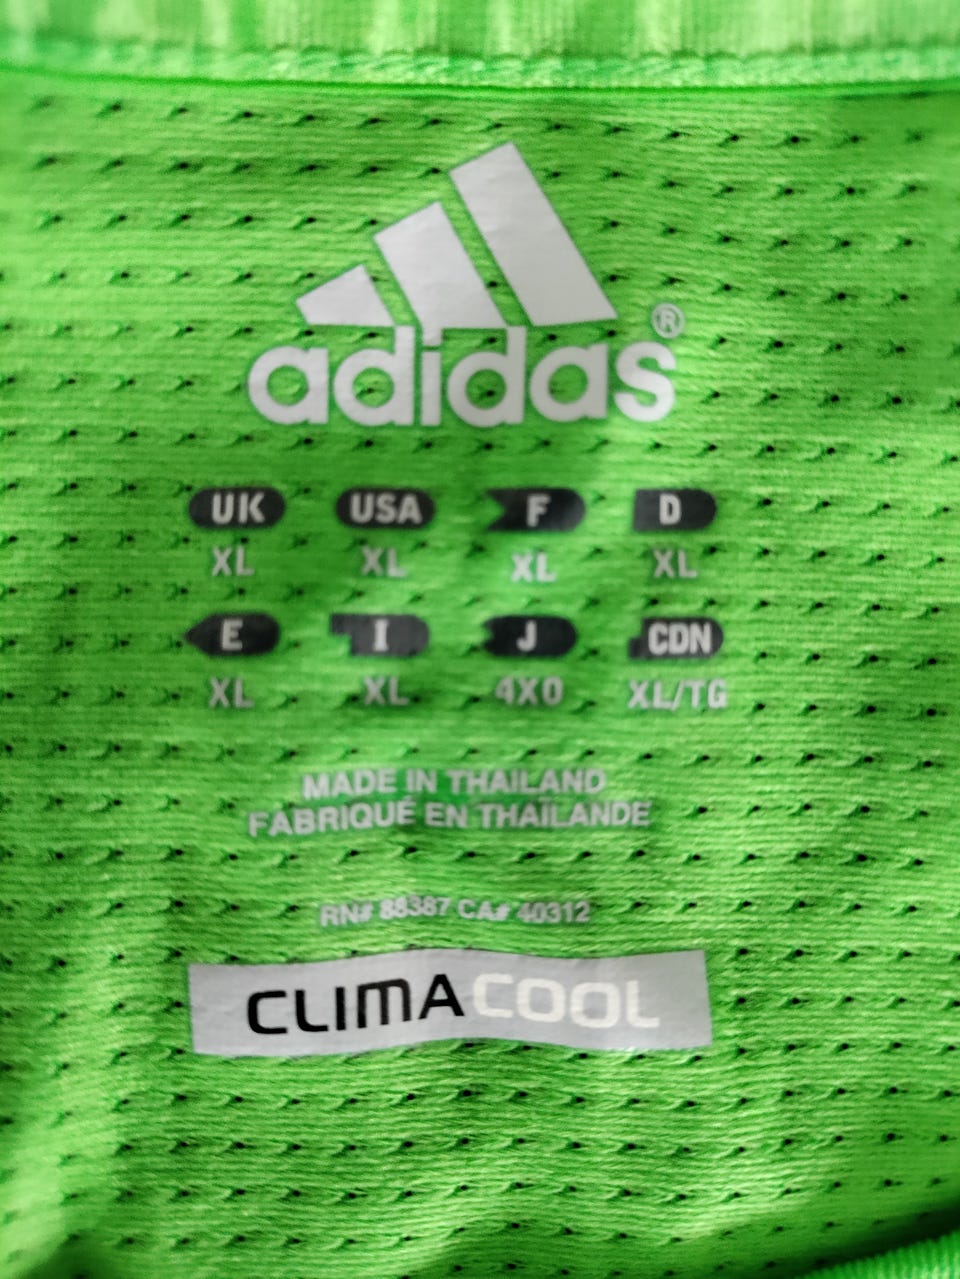 adidas®
UK USA F D
XL XL XL XL
E I J CDN
XL XL 4XO XL/TG
MADE IN THAILAND
FABRIQUÉ EN THAÏLANDE
RN# 88387 CA# 40312
CLIMACOOL